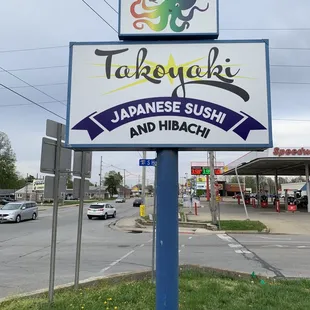 Takoyaki
JAPANESE SUSHI
AND HIBACHI
Speedw